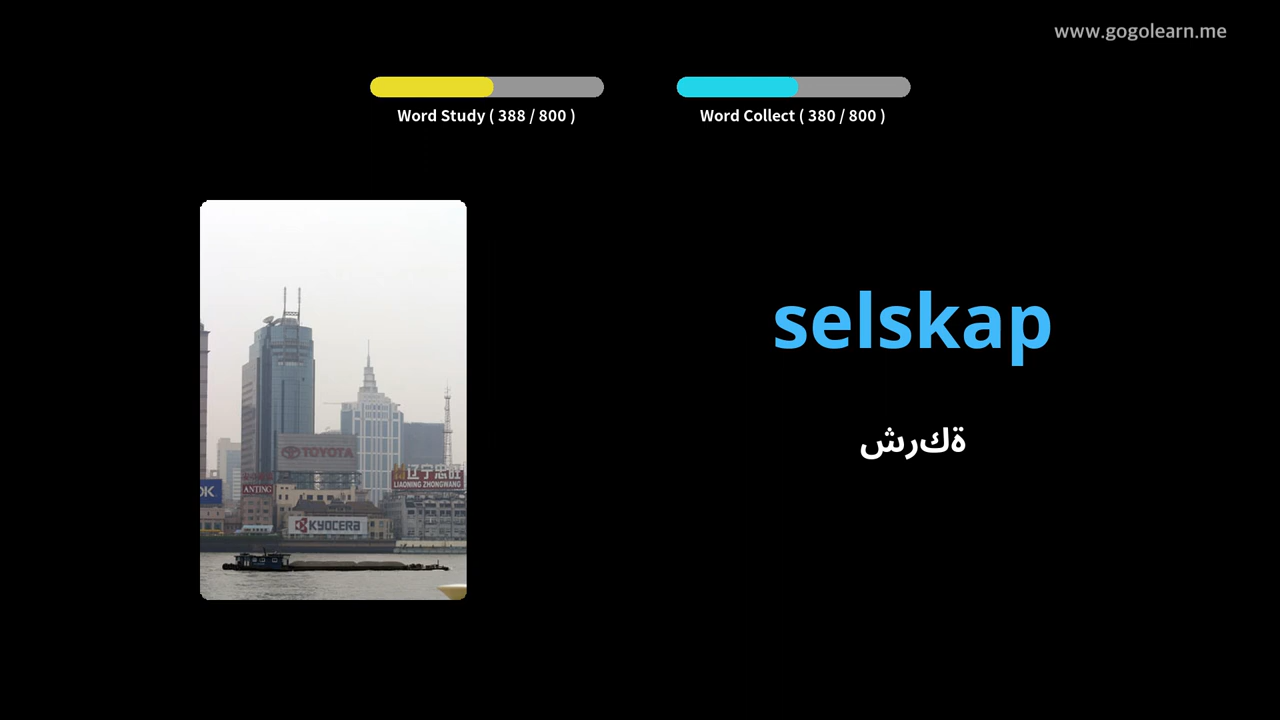 www.gogolearn.me
Word Study ( 388 / 800 )
Word Collect ( 380 / 800 )
selskap
ةكرش
TOYOTA
辽宁忠旺
LIAONING ZHONGWANG
ANTING
KYOCERA